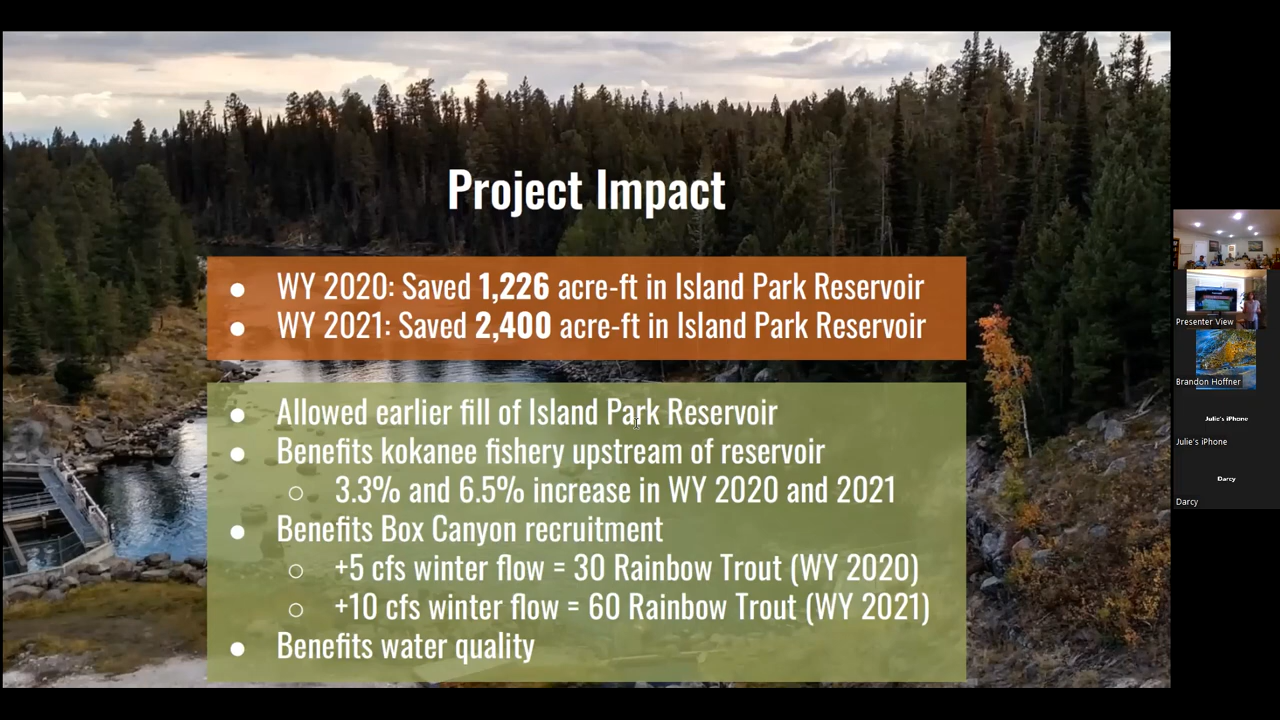 Project Impact
● WY 2020: Saved 1,226 acre-ft in Island Park Reservoir
● WY 2021: Saved 2,400 acre-ft in Island Park Reservoir
● Allowed earlier fill of Island Park Reservoir
● Benefits kokanee fishery upstream of reservoir
○ 3.3% and 6.5% increase in WY 2020 and 2021
● Benefits Box Canyon recruitment
○ +5 cfs winter flow = 30 Rainbow Trout (WY 2020)
○ +10 cfs winter flow = 60 Rainbow Trout (WY 2021)
● Benefits water quality
Presenter View
Brandon Hoffner
Julie's iPhone
Julie's iPhone
Darcy
Darcy